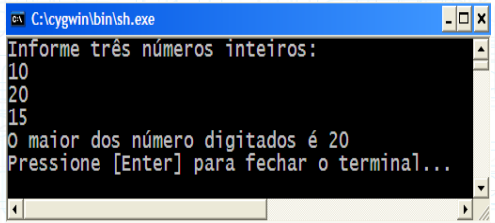 C:\cygwin\bin\sh.exe
Informe três números inteiros:
10
20
15
O maior dos número digitados é 20
Pressione [Enter] para fechar o terminal...